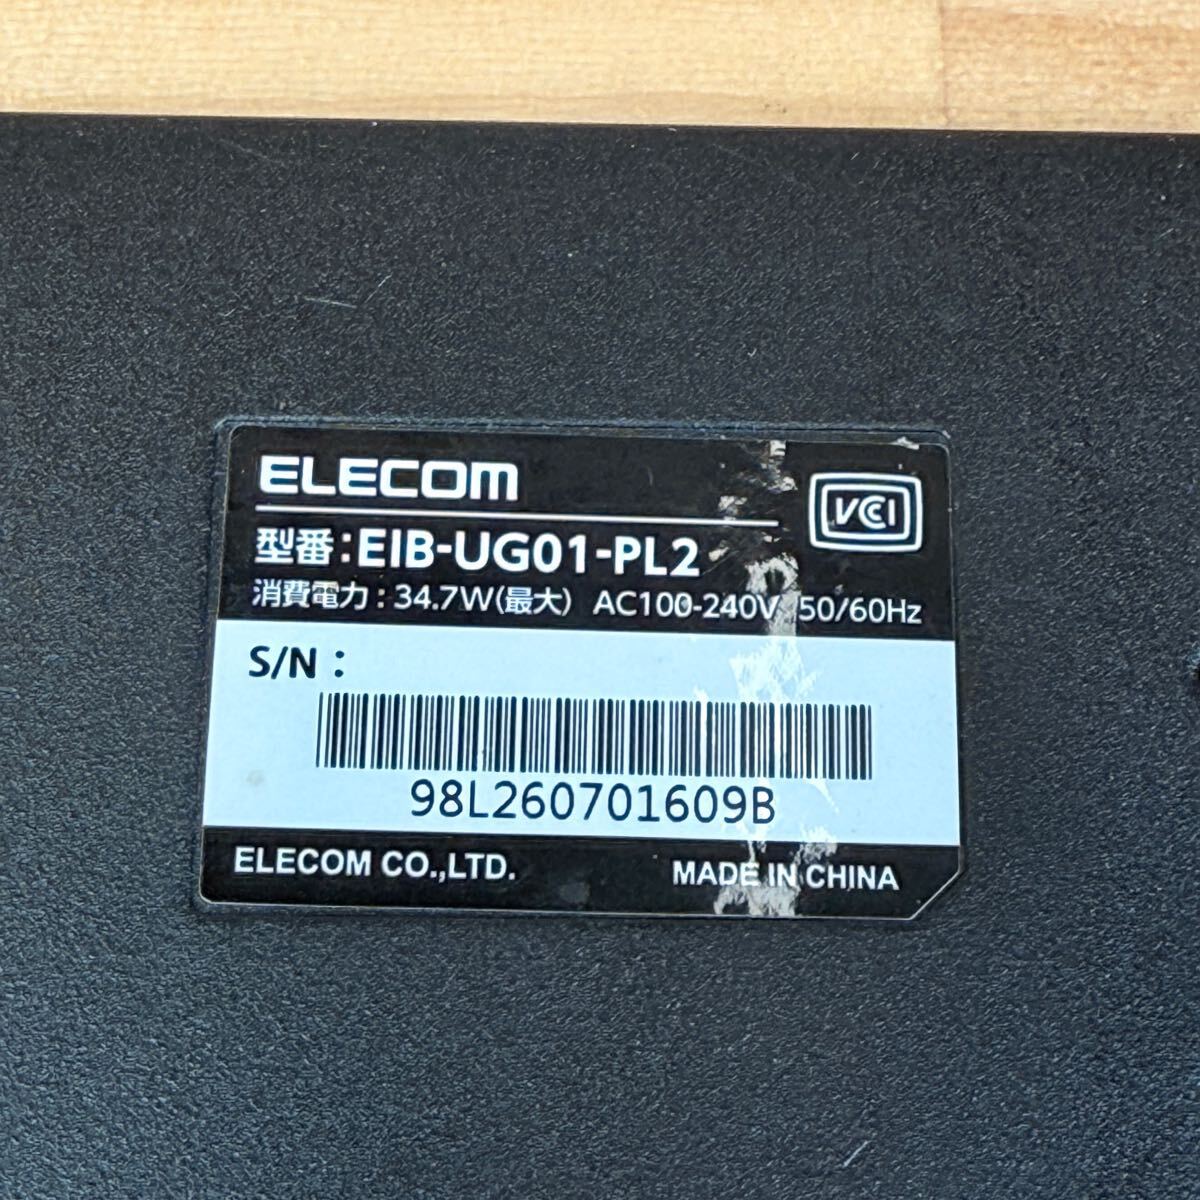 ELECOM
VCCI
型番:EIB-UG01-PL2
消費電力:34.7W(最大) AC100-240V 50/60Hz
S/N:
98L260701609B
ELECOM CO.,LTD.
MADE IN CHINA